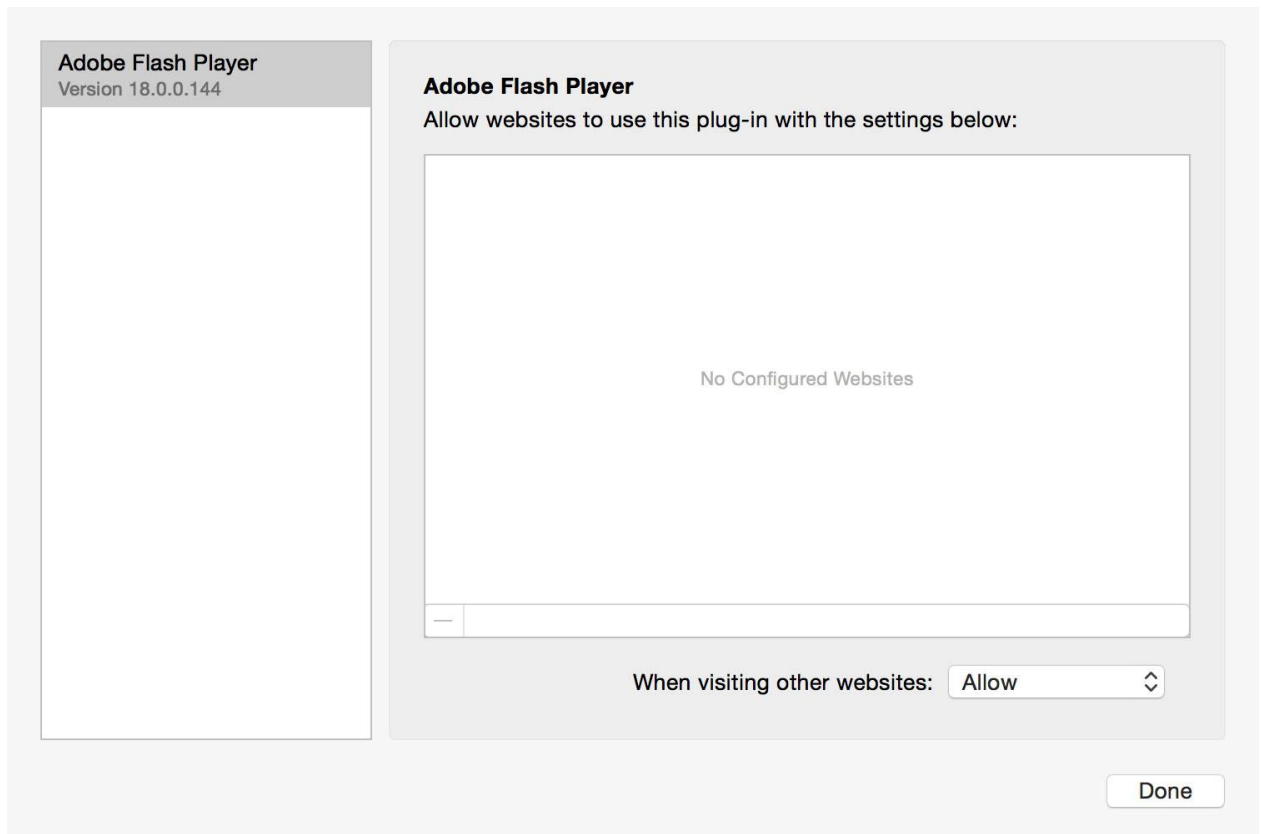 Adobe Flash Player
Version 18.0.0.144
Adobe Flash Player
Allow websites to use this plug-in with the settings below:
No Configured Websites
When visiting other websites: Allow
Done